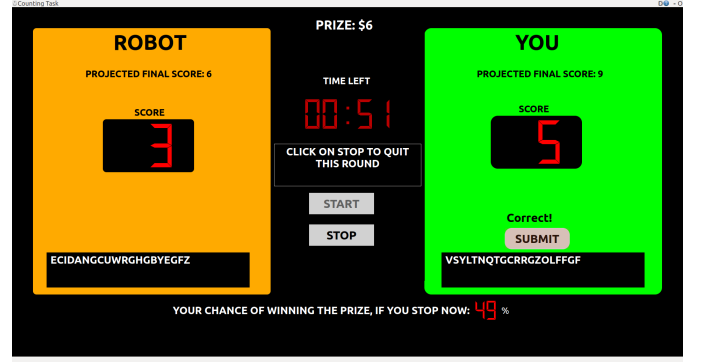 Counting Task
PRIZE: $6
ROBOT
PROJECTED FINAL SCORE: 6
SCORE
3
TIME LEFT
00:51
CLICK ON STOP TO QUIT
THIS ROUND
START
STOP
YOU
PROJECTED FINAL SCORE: 9
SCORE
5
Correct!
SUBMIT
ECIDANGCUWRGHGBYEGFZ
VSYLTNQTGCRRGZOLFFGF
YOUR CHANCE OF WINNING THE PRIZE, IF YOU STOP NOW: 49 %